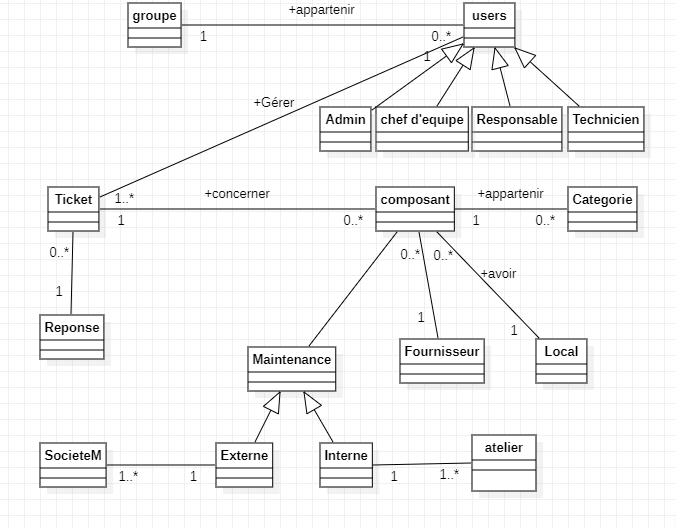 groupe
+appartenir
users
1
0..*
1
+Gérer
Admin
chef d'equipe
Responsable
Technicien
Ticket
1..*
+concerner
composant
+appartenir
Categorie
1
0..*
1
0..*
0..*
0..*
0..*
+avoir
1
1
1
Reponse
Maintenance
Fournisseur
Local
SocieteM
1..*
1
Externe
Interne
1
1..*
atelier